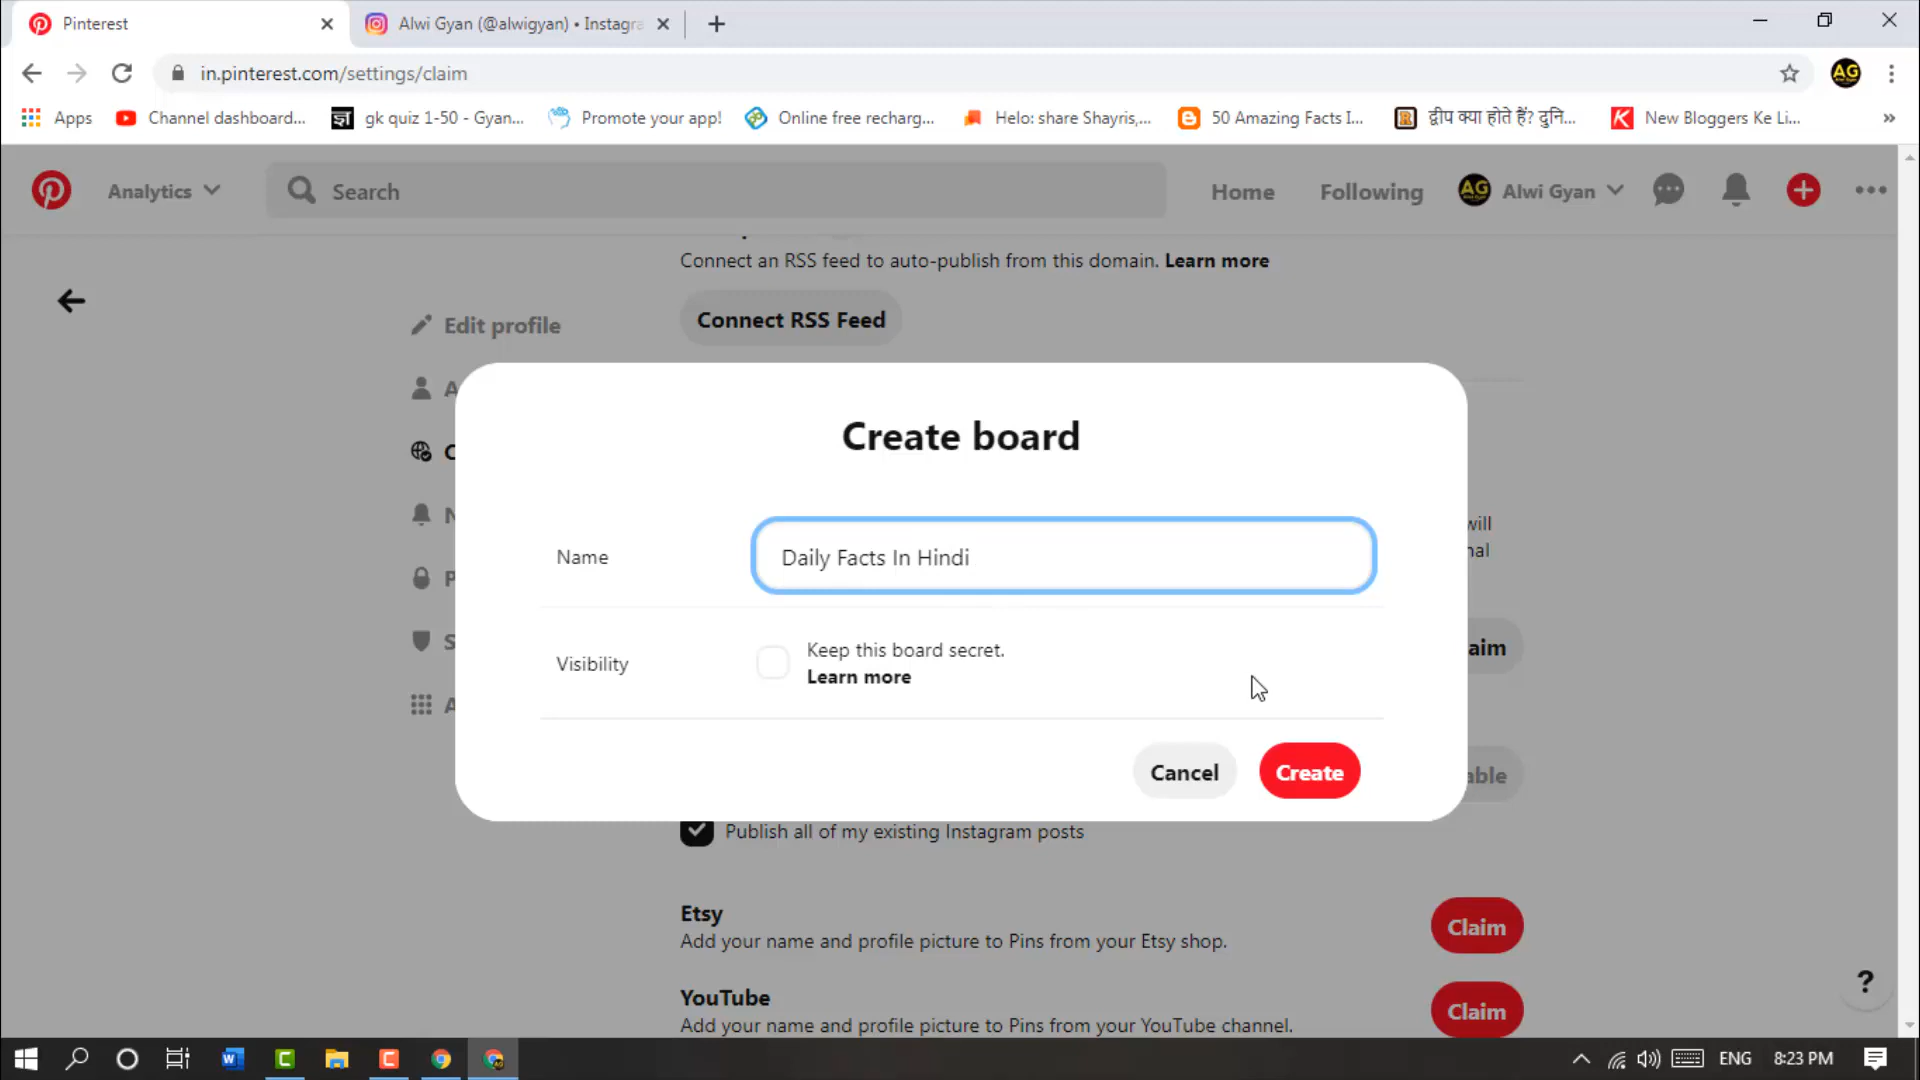 Pinterest
Alwi Gyan (@alwigyan) • Instagra
in.pinterest.com/settings/claim
AG
Apps
Channel dashboard...
gk quiz 1-50 - Gyan...
Promote your app!
Online free recharg...
Helo: share Shayris,...
50 Amazing Facts I...
द्वीप क्या होते हैं? दुनि...
New Bloggers Ke Li...
»
Analytics
Search
Home
Following
AG
Alwi Gyan
Connect an RSS feed to auto-publish from this domain. Learn more
Connect RSS Feed
Edit profile
A
C
N
P
S
A
Create board
Name
Daily Facts In Hindi
Visibility
Keep this board secret.
Learn more
Cancel
Create
will
nal
aim
able
Publish all of my existing Instagram posts
Etsy
Add your name and profile picture to Pins from your Etsy shop.
Claim
YouTube
Add your name and profile picture to Pins from your YouTube channel.
Claim
?
ENG
8:23 PM